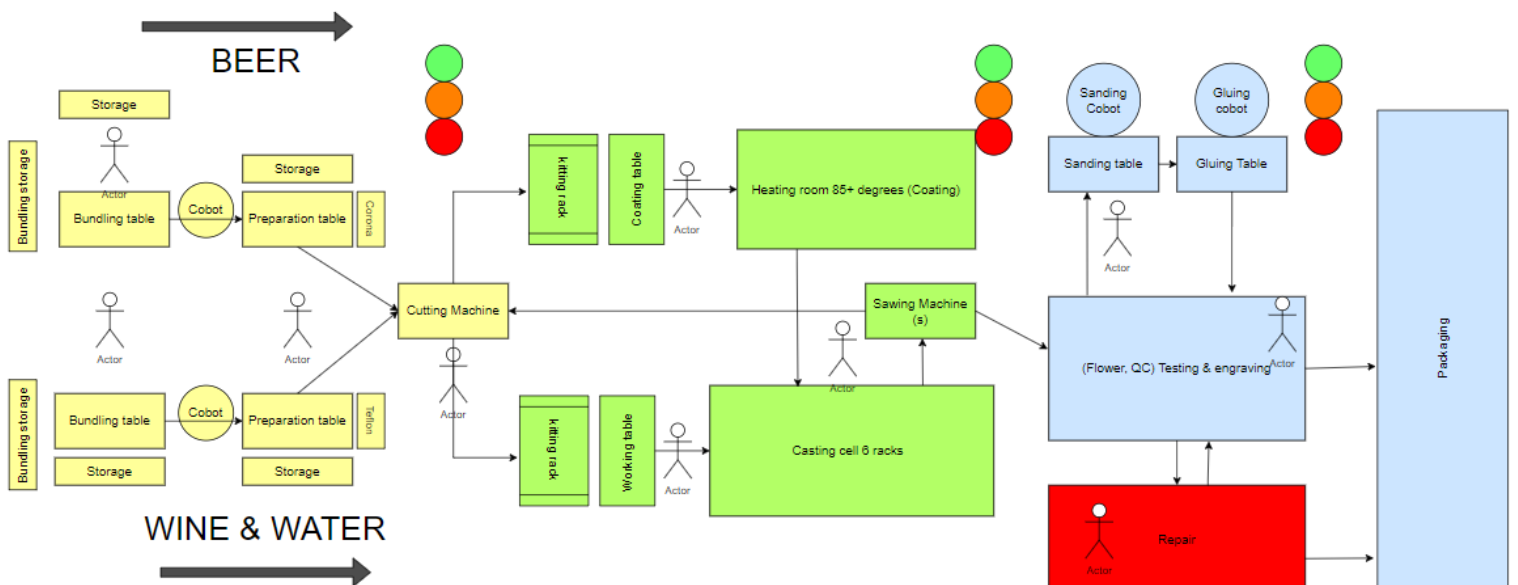 BEER
Storage
Bundling storage
Actor
Bundling table
Cobot
Storage
Preparation table
Corona
Actor
Actor
Bundling storage
Bundling table
Cobot
Preparation table
Teflon
Storage
Storage
WINE & WATER
Cutting Machine
Actor
kitting rack
Coating table
Actor
Heating room 85+ degrees (Coating)
Sawing Machine
(s)
Actor
kitting rack
Working table
Actor
Casting cell 6 racks
Sanding
Cobot
Gluing
cobot
Sanding table
Gluing Table
Actor
(Flower, QC) Testing & engraving
Actor
Repair
Actor
Packaging